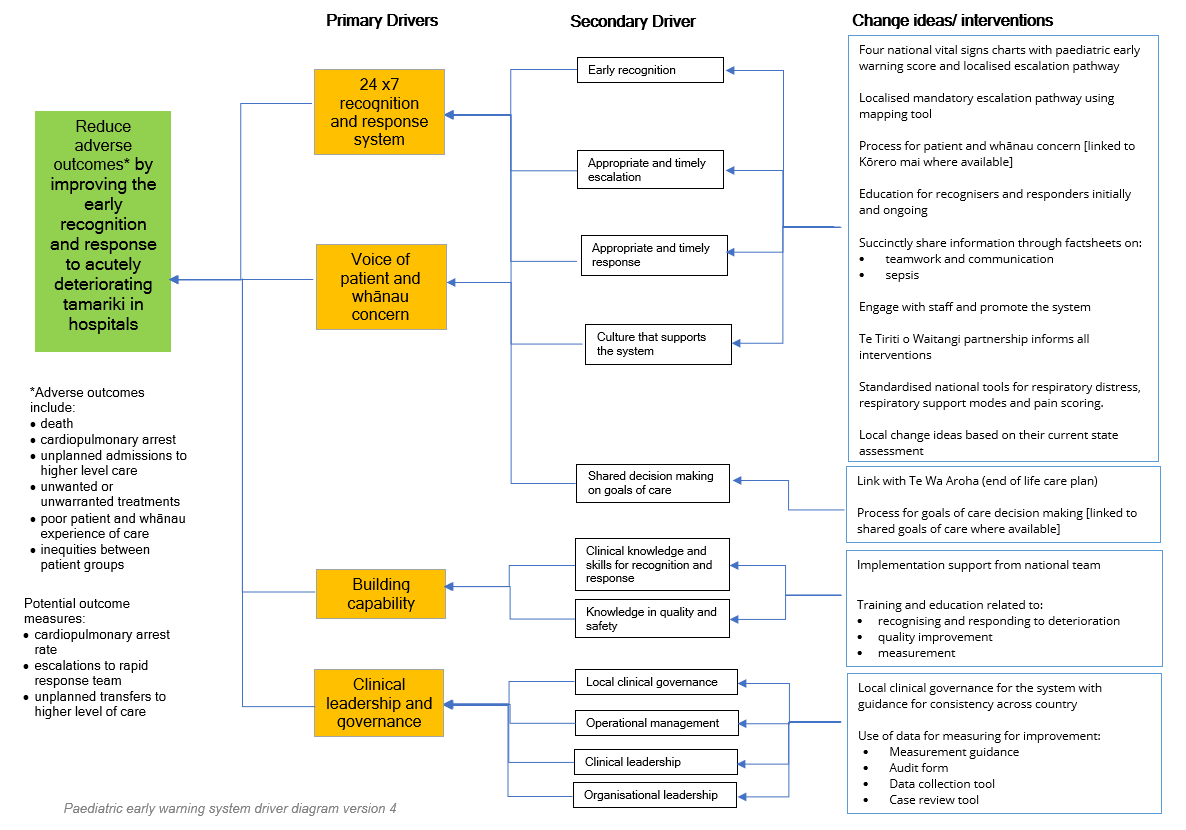 Primary Drivers
Secondary Driver
Change ideas/ interventions
Reduce
adverse
outcomes* by
improving the
early
recognition
and response
to acutely
deteriorating
tamariki in
hospitals
*Adverse outcomes
include:
• death
• cardiopulmonary arrest
• unplanned admissions to
higher level care
• unwanted or
unwarranted treatments
• poor patient and whānau
experience of care
• inequities between
patient groups
Potential outcome
measures:
• cardiopulmonary arrest
rate
• escalations to rapid
response team
• unplanned transfers to
higher level of care
24 x7
recognition
and response
system
Voice of
patient and
whānau
concern
Building
capability
Clinical
leadership and
governance
Early recognition
Appropriate and timely
escalation
Appropriate and timely
response
Culture that supports
the system
Shared decision making
on goals of care
Clinical knowledge and
skills for recognition and
response
Knowledge in quality and
safety
Local clinical governance
Operational management
Clinical leadership
Organisational leadership
Four national vital signs charts with paediatric early
warning score and localised escalation pathway
Localised mandatory escalation pathway using
mapping tool
Process for patient and whānau concern [linked to
Kōrero mai where available]
Education for recognisers and responders initially
and ongoing
Succinctly share information through factsheets on:
• teamwork and communication
• sepsis
Engage with staff and promote the system
Te Tiriti o Waitangi partnership informs all
interventions
Standardised national tools for respiratory distress,
respiratory support modes and pain scoring.
Local change ideas based on their current state
assessment
Link with Te Wa Aroha (end of life care plan)
Process for goals of care decision making [linked to
shared goals of care where available]
Implementation support from national team
Training and education related to:
• recognising and responding to deterioration
• quality improvement
• measurement
Local clinical governance for the system with
guidance for consistency across country
Use of data for measuring for improvement:
• Measurement guidance
• Audit form
• Data collection tool
• Case review tool
Paediatric early warning system driver diagram version 4